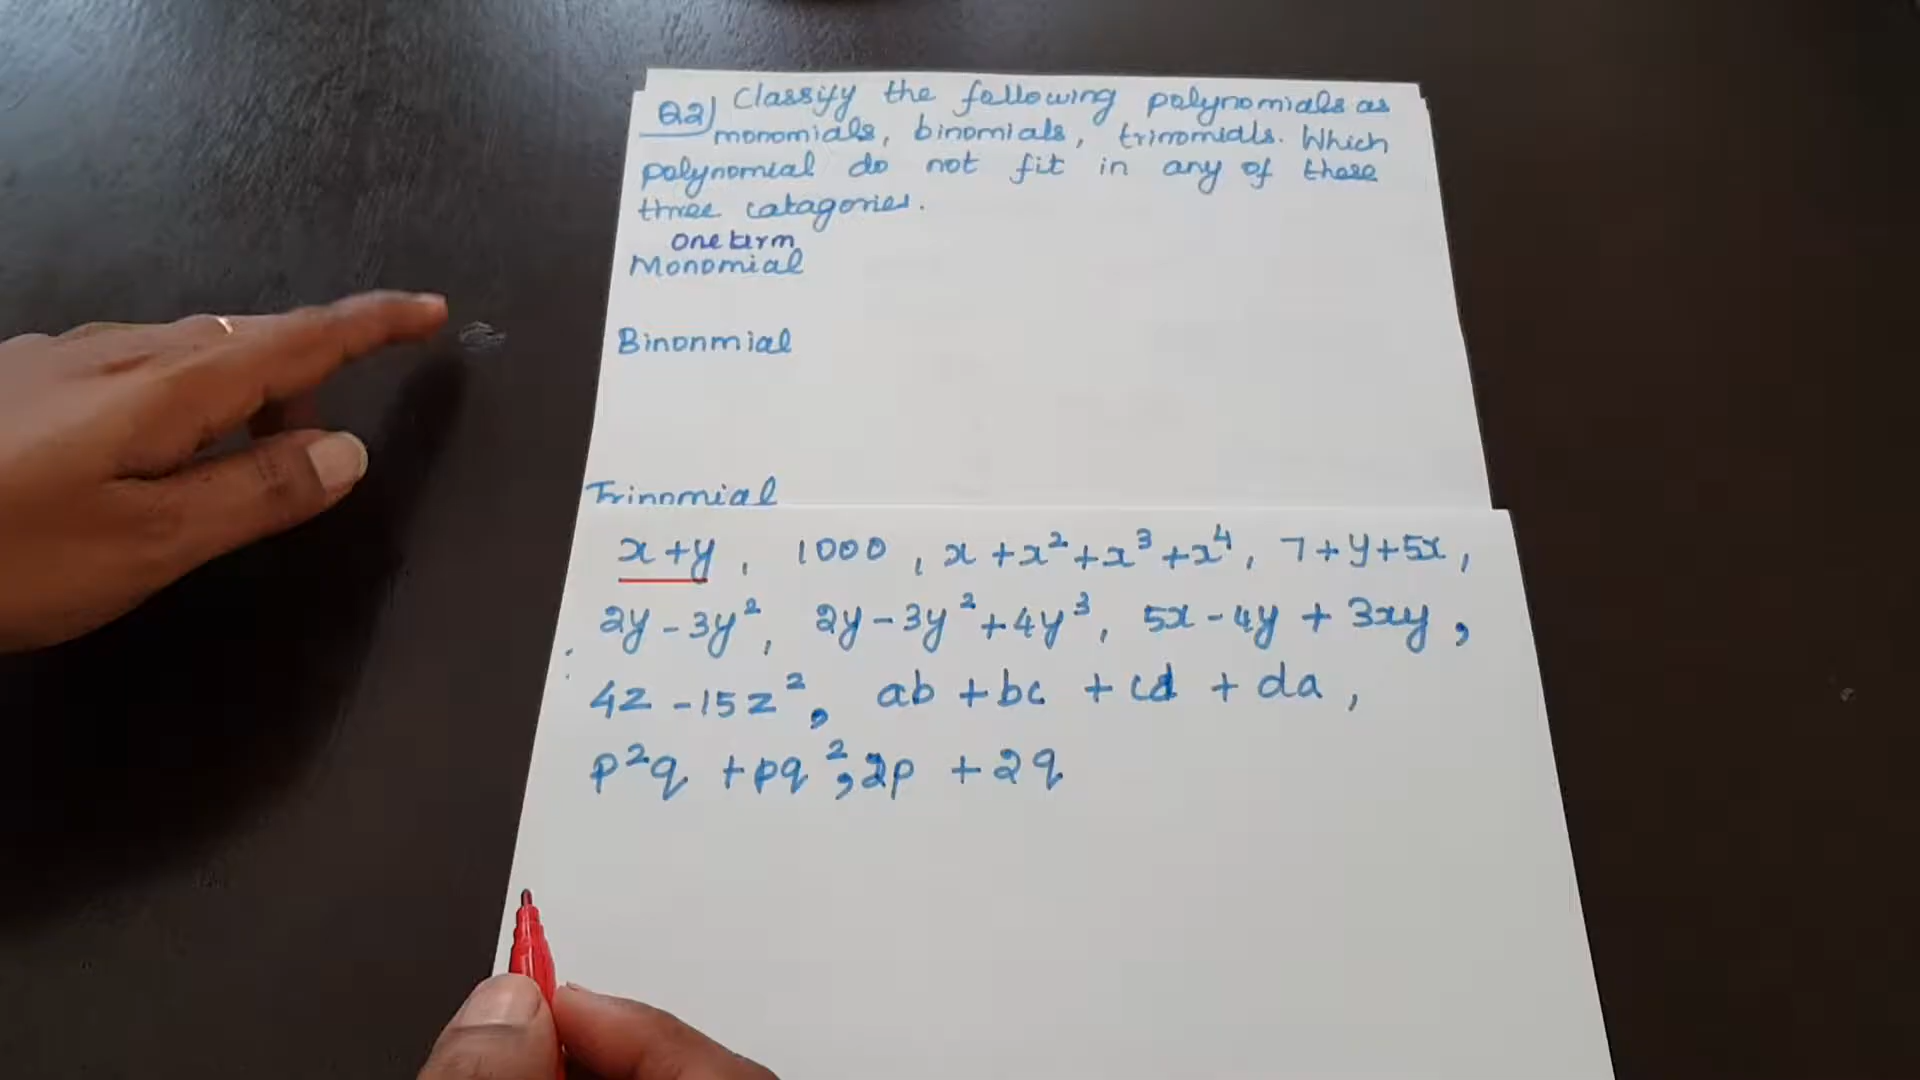 Q2) Classify the following polynomials as
monomials, binomials, trinomials. Which
polynomial do not fit in any of these
three catagories.
One term
Monomial
Binonmial
Trinomial
x+y, 1000, x+x²+x³+x⁴, 7+y+5x,
2y-3y², 2y-3y²+4y³, 5x-4y+3xy,
4z-15z², ab+bc+cd+da,
p²q+pq², 2p+2q